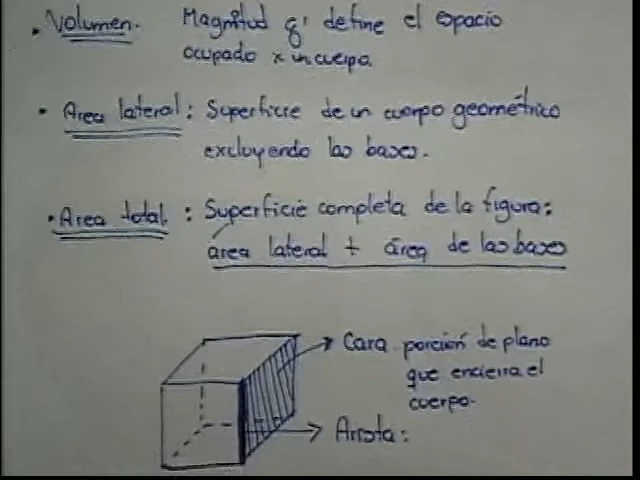 • Volumen. Magnitud q' define el espacio
ocupado x un cuerpo.
• Area lateral: Superficie de un cuerpo geométrico
excluyendo las bases.
• Area total. : Superficie completa de la figura:
área lateral + área de las bases
Cara porción de plano
que encierra el
cuerpo.
Arista: